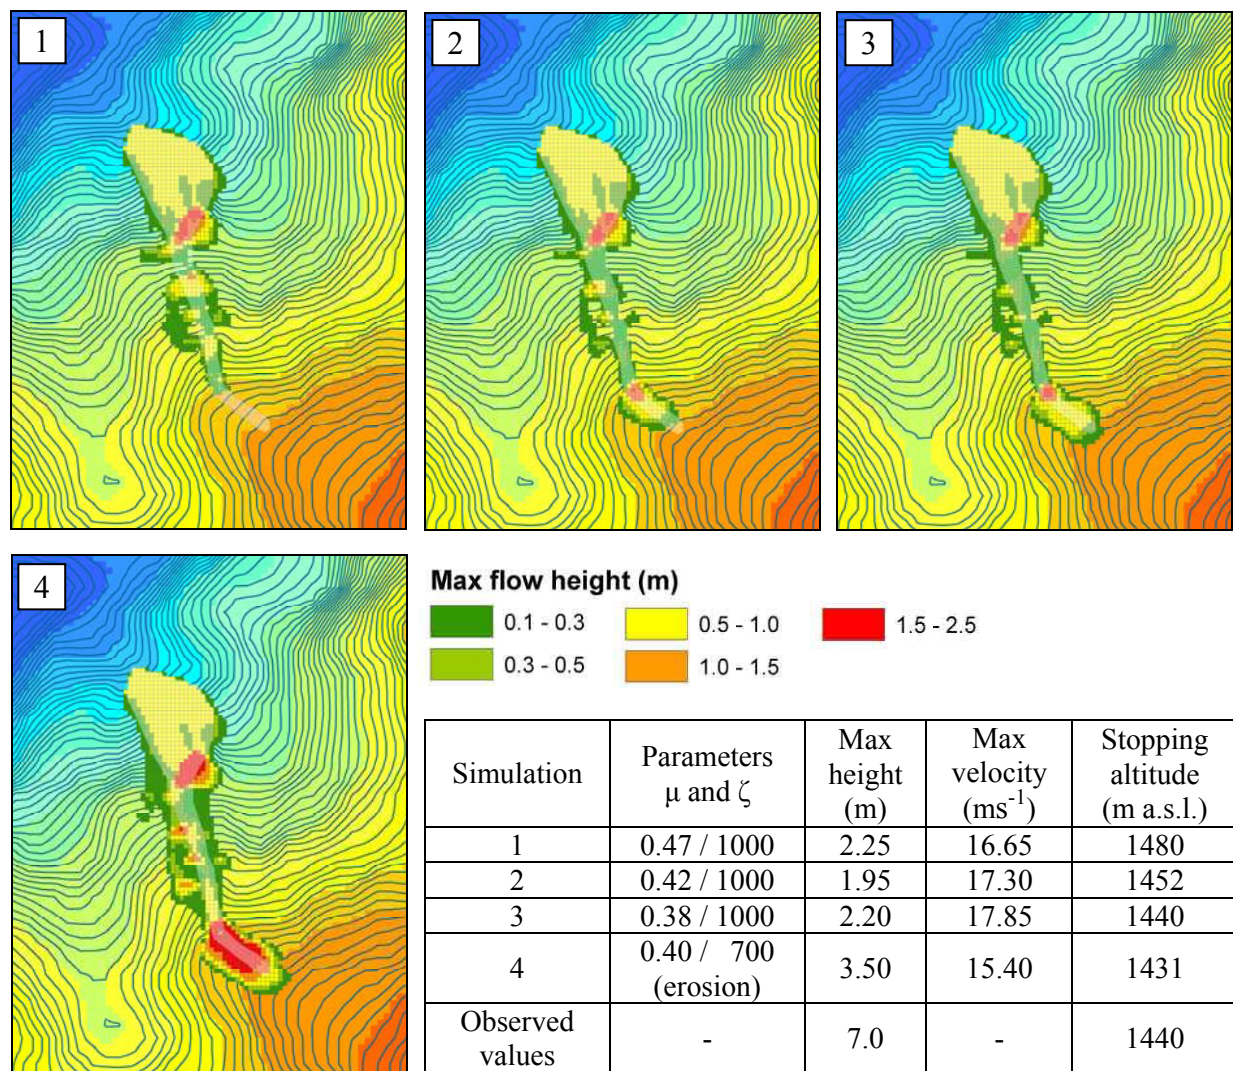 1
2
3
4
Max flow height (m)
0.1 - 0.3
0.5 - 1.0
1.5 - 2.5
0.3 - 0.5
1.0 - 1.5
Simulation
Parameters
μ and ζ
Max
height
(m)
Max
velocity
(ms⁻¹)
Stopping
altitude
(m a.s.l.)
1
0.47 / 1000
2.25
16.65
1480
2
0.42 / 1000
1.95
17.30
1452
3
0.38 / 1000
2.20
17.85
1440
4
0.40 / 700
(erosion)
3.50
15.40
1431
Observed
values
-
7.0
-
1440